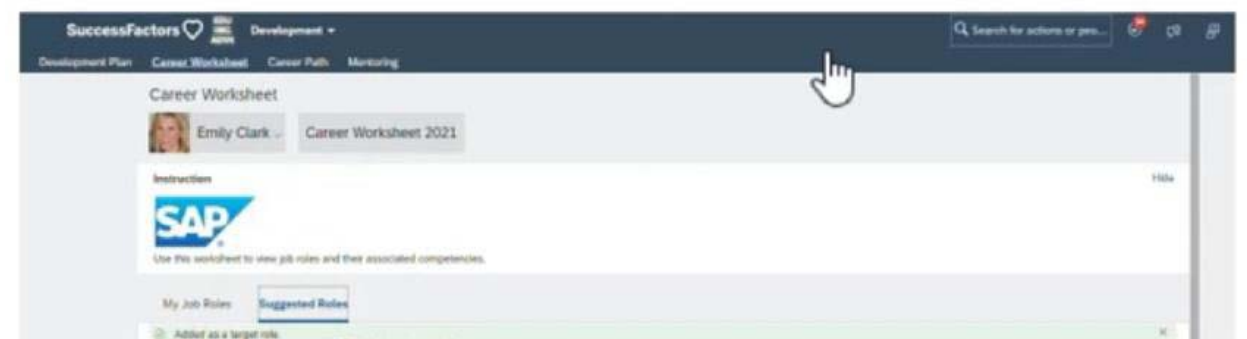 SuccessFactors Development
Search for actions or peo...
Development Plan Career Worksheet Career Path Mentoring
Career Worksheet
Emily Clark Career Worksheet 2021
Instruction Hide
SAP
Use this worksheet to view job roles and their associated competencies.
My Job Roles Suggested Roles
Added as a target role.